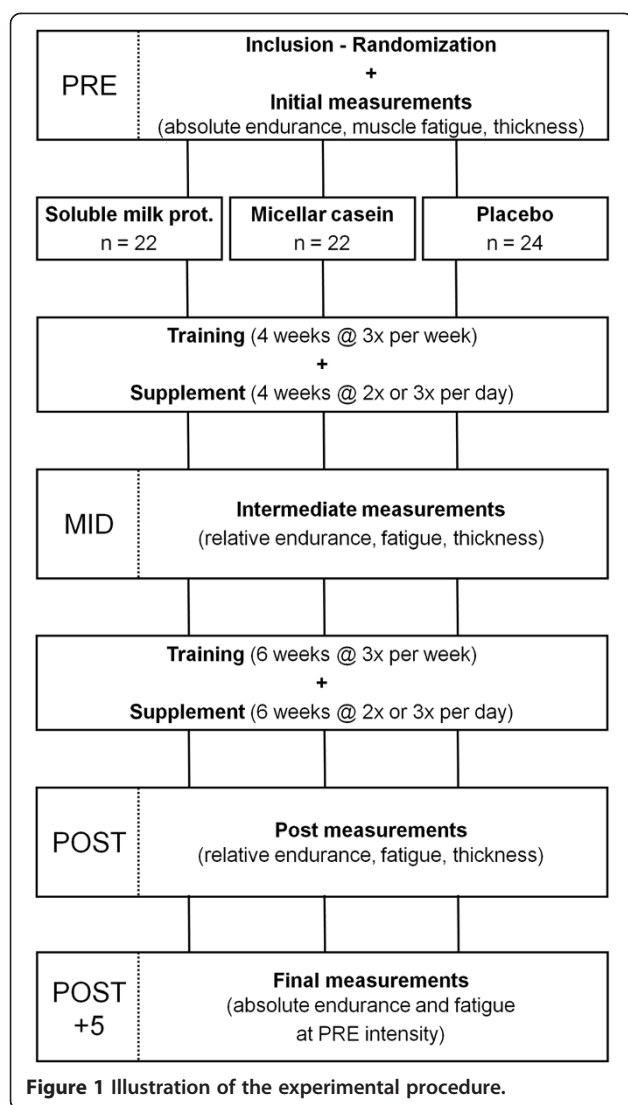 PRE
Inclusion - Randomization
+
Initial measurements
(absolute endurance, muscle fatigue, thickness)
Soluble milk prot.
n = 22
Micellar casein
n = 22
Placebo
n = 24
Training (4 weeks @ 3x per week)
+
Supplement (4 weeks @ 2x or 3x per day)
MID
Intermediate measurements
(relative endurance, fatigue, thickness)
Training (6 weeks @ 3x per week)
+
Supplement (6 weeks @ 2x or 3x per day)
POST
Post measurements
(relative endurance, fatigue, thickness)
POST
+5
Final measurements
(absolute endurance and fatigue
at PRE intensity)
Figure 1 Illustration of the experimental procedure.